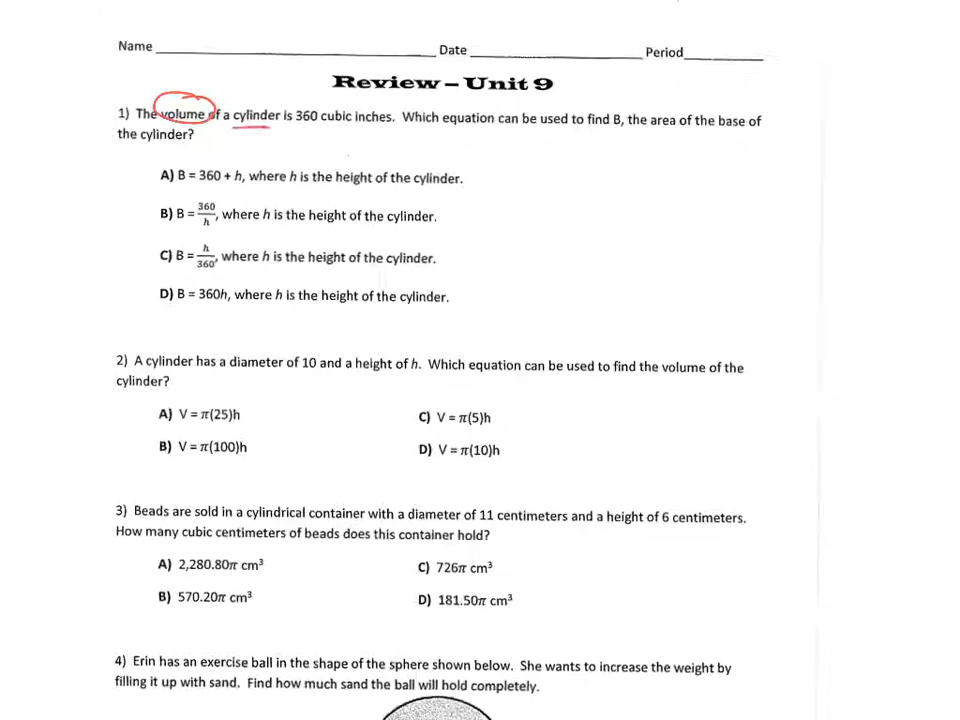 Name ____________ Date ____________ Period ________
Review – Unit 9
1) The volume of a cylinder is 360 cubic inches. Which equation can be used to find B, the area of the base of
the cylinder?
A) B = 360 + h, where h is the height of the cylinder.
B) B = 360/h, where h is the height of the cylinder.
C) B = h/360, where h is the height of the cylinder.
D) B = 360h, where h is the height of the cylinder.
2) A cylinder has a diameter of 10 and a height of h. Which equation can be used to find the volume of the
cylinder?
A) V = π(25)h C) V = π(5)h
B) V = π(100)h D) V = π(10)h
3) Beads are sold in a cylindrical container with a diameter of 11 centimeters and a height of 6 centimeters.
How many cubic centimeters of beads does this container hold?
A) 2,280.80π cm³ C) 726π cm³
B) 570.20π cm³ D) 181.50π cm³
4) Erin has an exercise ball in the shape of the sphere shown below. She wants to increase the weight by
filling it up with sand. Find how much sand the ball will hold completely.